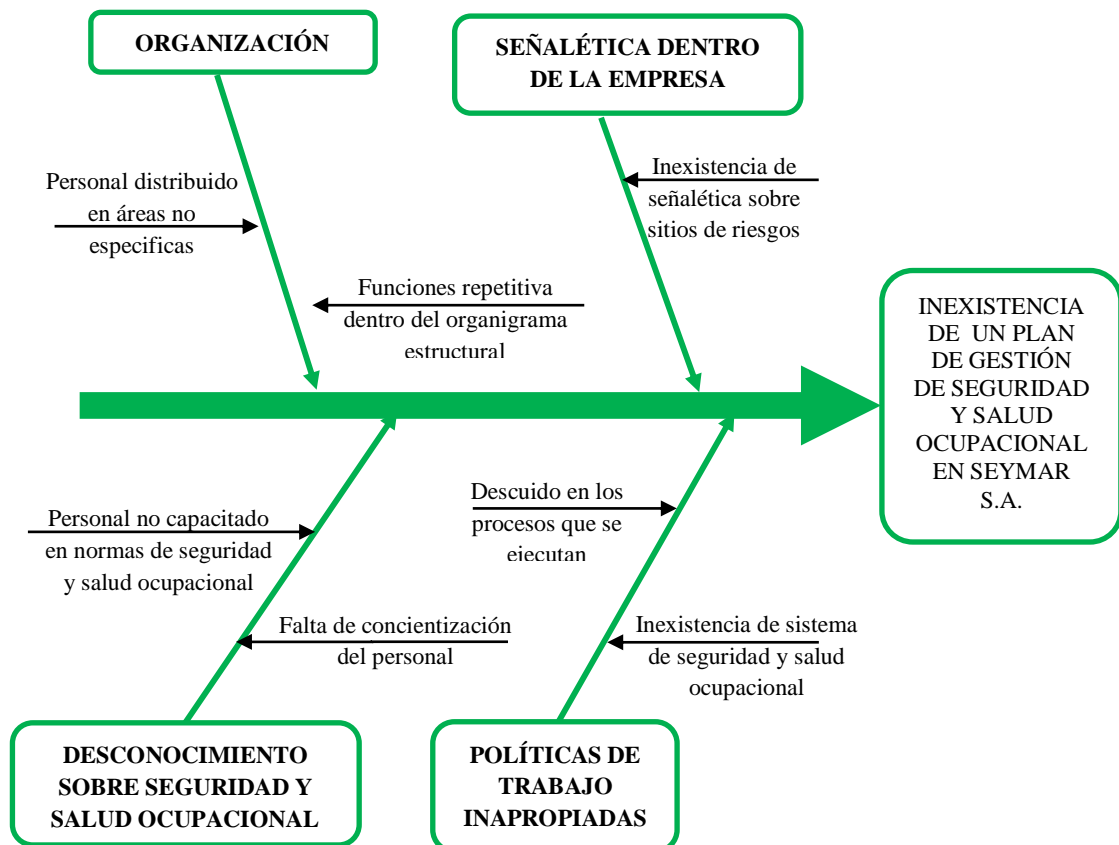 ORGANIZACIÓN
SEÑALÉTICA DENTRO
DE LA EMPRESA
Personal distribuido
en áreas no
especificas
Inexistencia de
señalética sobre
sitios de riesgos
Funciones repetitiva
dentro del organigrama
estructural
INEXISTENCIA
DE UN PLAN
DE GESTIÓN
DE SEGURIDAD
Y SALUD
OCUPACIONAL
EN SEYMAR
S.A.
Personal no capacitado
en normas de seguridad
y salud ocupacional
Descuido en los
procesos que se
ejecutan
Falta de concientización
del personal
Inexistencia de sistema
de seguridad y salud
ocupacional
DESCONOCIMIENTO
SOBRE SEGURIDAD Y
SALUD OCUPACIONAL
POLÍTICAS DE
TRABAJO
INAPROPIADAS